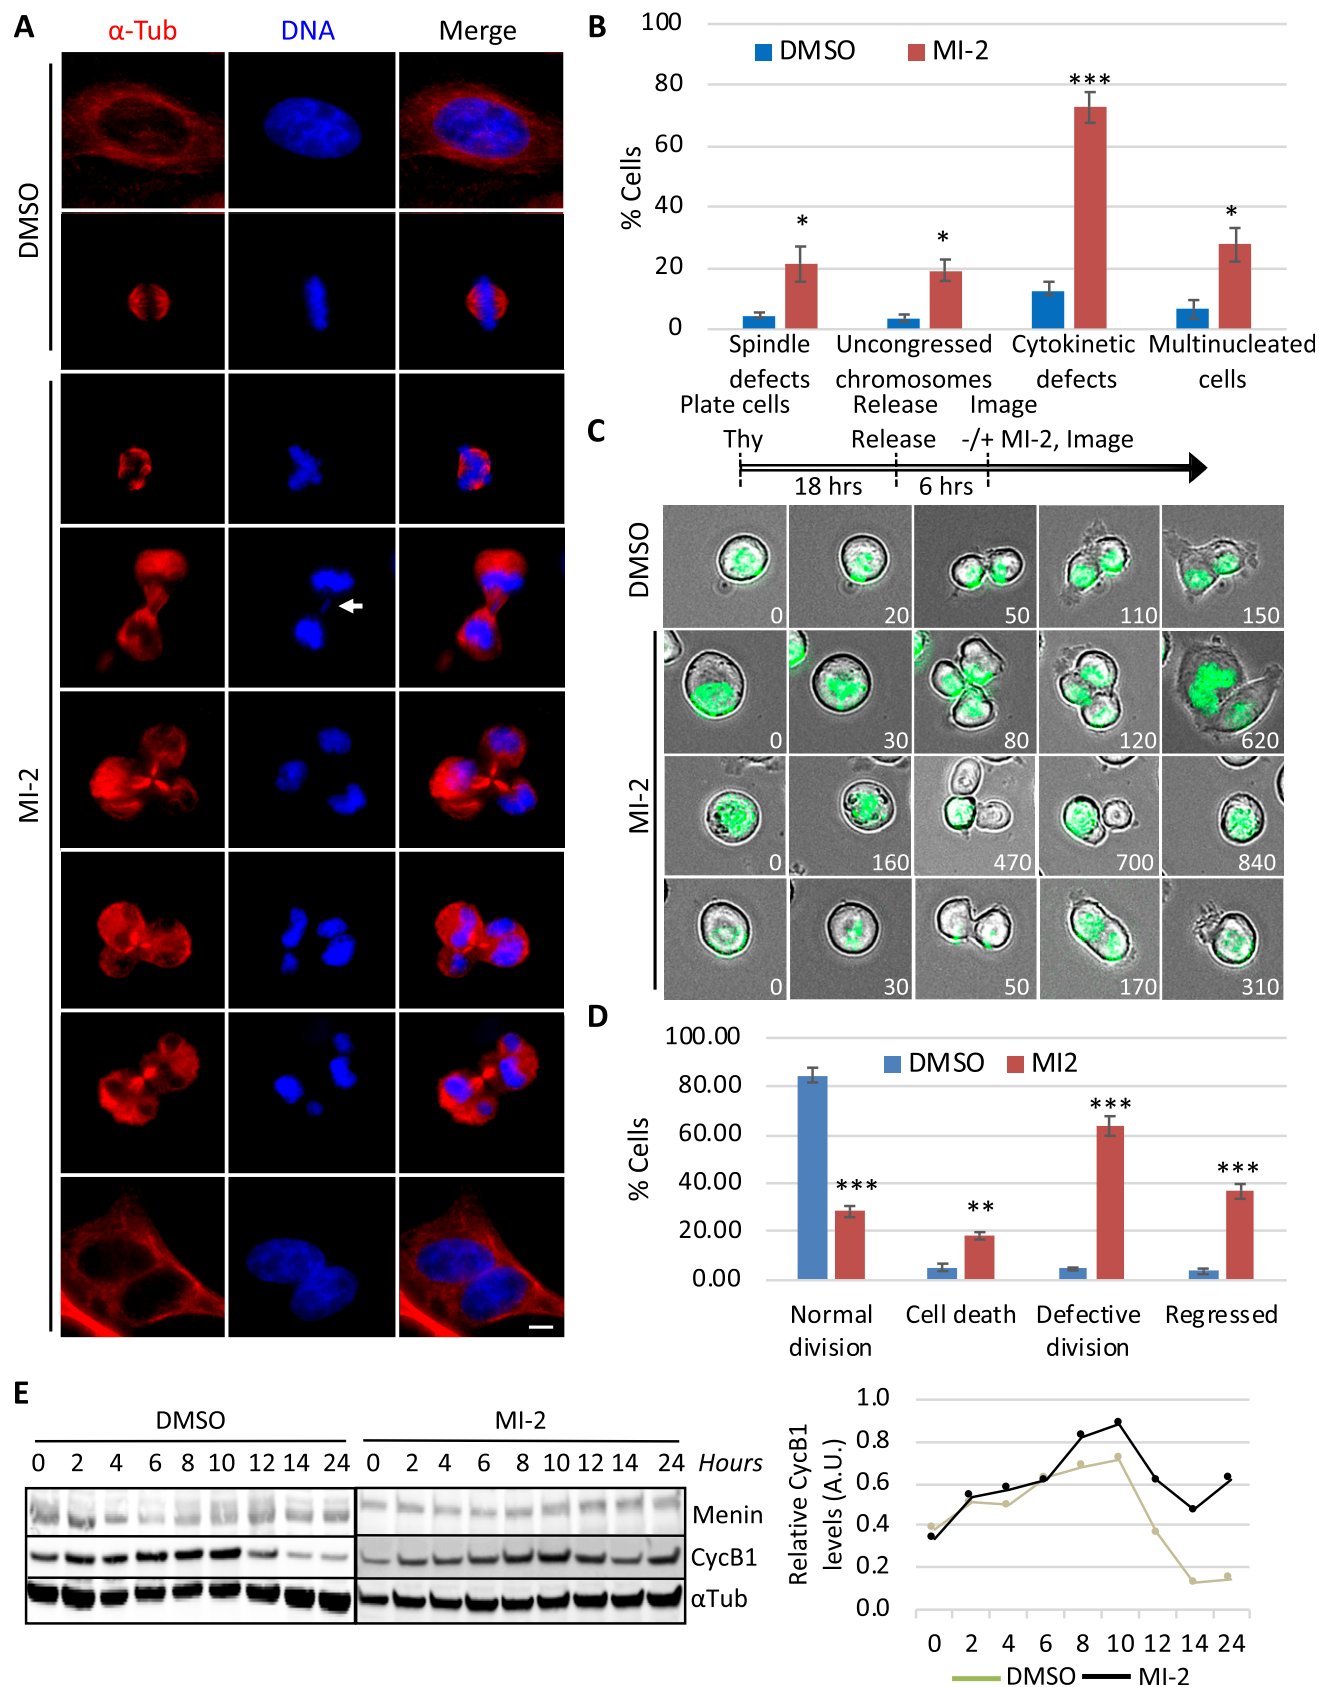 A
α-Tub DNA Merge
DMSO
MI-2
B
100
80
60
40
20
0
% Cells
DMSO MI-2
*
*
***
*
Spindle defects
Uncongressed chromosomes
Cytokinetic defects
Multinucleated cells
C
Plate cells Release Image
Thy Release -/+ MI-2, Image
18 hrs 6 hrs
DMSO
0 20 50 110 150
MI-2
0 30 80 120 620
0 160 470 700 840
0 30 50 170 310
D
100.00
80.00
60.00
40.00
20.00
0.00
% Cells
DMSO MI2
***
**
***
***
Normal division
Cell death
Defective division
Regressed
E
DMSO MI-2
0 2 4 6 8 10 12 14 24 0 2 4 6 8 10 12 14 24 Hours
Menin
CycB1
αTub
Relative CycB1
levels (A.U.)
1.0
0.8
0.6
0.4
0.2
0.0
0 2 4 6 8 10 12 14 24
DMSO MI-2